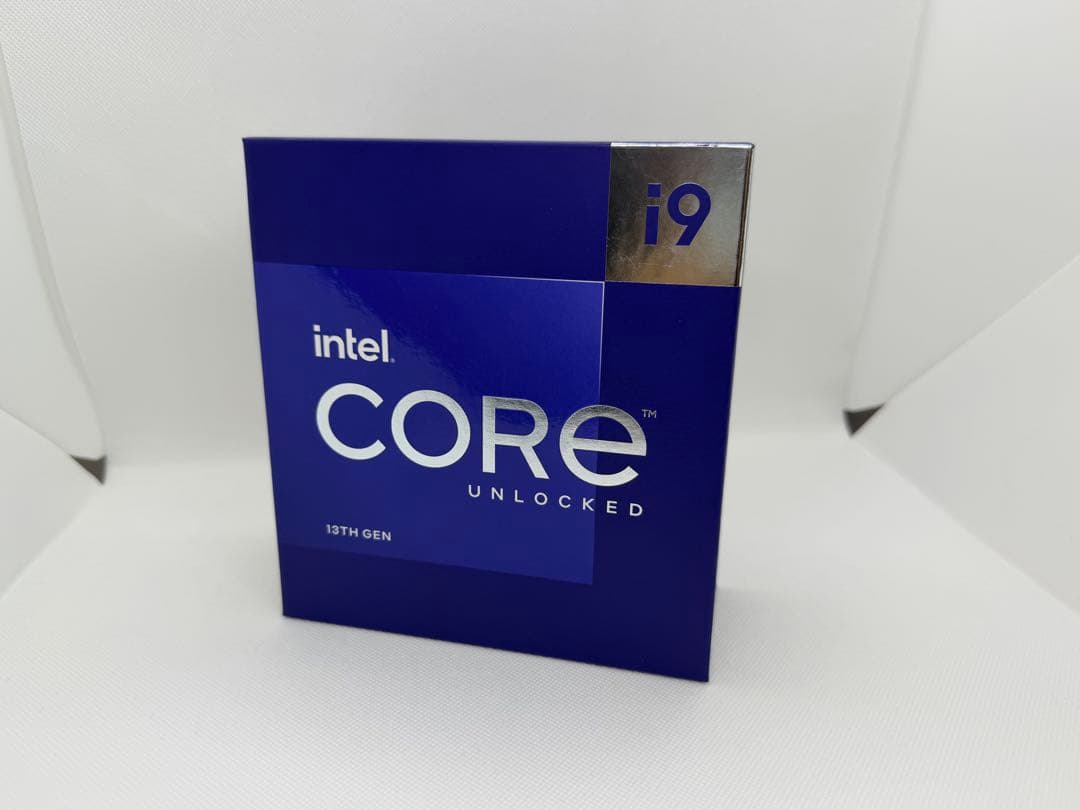 i9
intel.
CORe™
UNLOCKED
13TH GEN